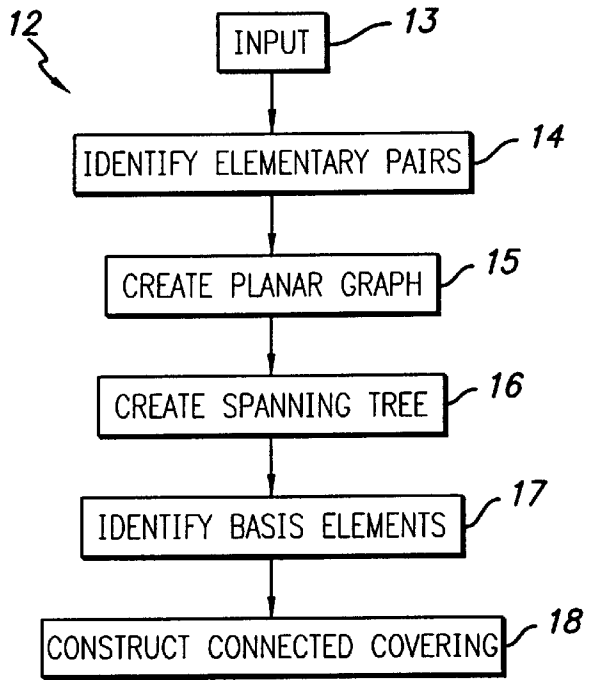 12
INPUT 13
IDENTIFY ELEMENTARY PAIRS 14
CREATE PLANAR GRAPH 15
CREATE SPANNING TREE 16
IDENTIFY BASIS ELEMENTS 17
CONSTRUCT CONNECTED COVERING 18